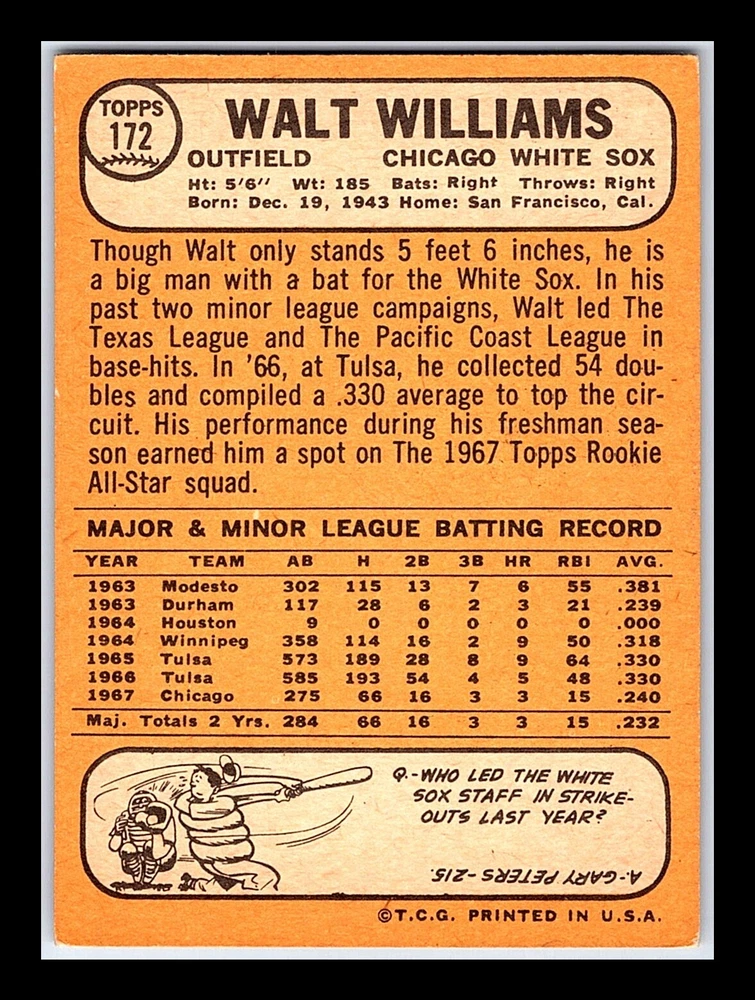 TOPPS
172
WALT WILLIAMS
OUTFIELD CHICAGO WHITE SOX
Ht: 5'6" Wt: 185 Bats: Right Throws: Right
Born: Dec. 19, 1943 Home: San Francisco, Cal.
Though Walt only stands 5 feet 6 inches, he is
a big man with a bat for the White Sox. In his
past two minor league campaigns, Walt led The
Texas League and The Pacific Coast League in
base-hits. In '66, at Tulsa, he collected 54 dou-
bles and compiled a .330 average to top the cir-
cuit. His performance during his freshman sea-
son earned him a spot on The 1967 Topps Rookie
All-Star squad.
MAJOR & MINOR LEAGUE BATTING RECORD
YEAR TEAM AB H 2B 3B HR RBI AVG.
1963 Modesto 302 115 13 7 6 55 .381
1963 Durham 117 28 6 2 3 21 .239
1964 Houston 9 0 0 0 0 0 .000
1964 Winnipeg 358 114 16 2 9 50 .318
1965 Tulsa 573 189 28 8 9 64 .330
1966 Tulsa 585 193 54 4 5 48 .330
1967 Chicago 275 66 16 3 3 15 .240
Maj. Totals 2 Yrs. 284 66 16 3 3 15 .232
Q.-WHO LED THE WHITE
SOX STAFF IN STRIKE-
OUTS LAST YEAR?
A.-GARY PETERS-215.
©T.C.G. PRINTED IN U.S.A.